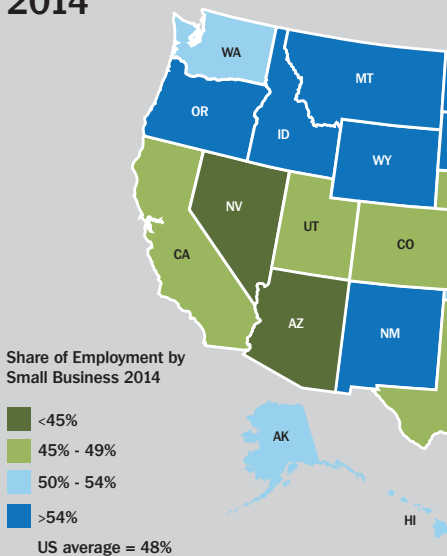 2014
WA
MT
OR
ID
WY
NV
UT
CO
CA
AZ
NM
Share of Employment by
Small Business 2014
<45%
45% - 49%
50% - 54%
>54%
US average = 48%
AK
HI